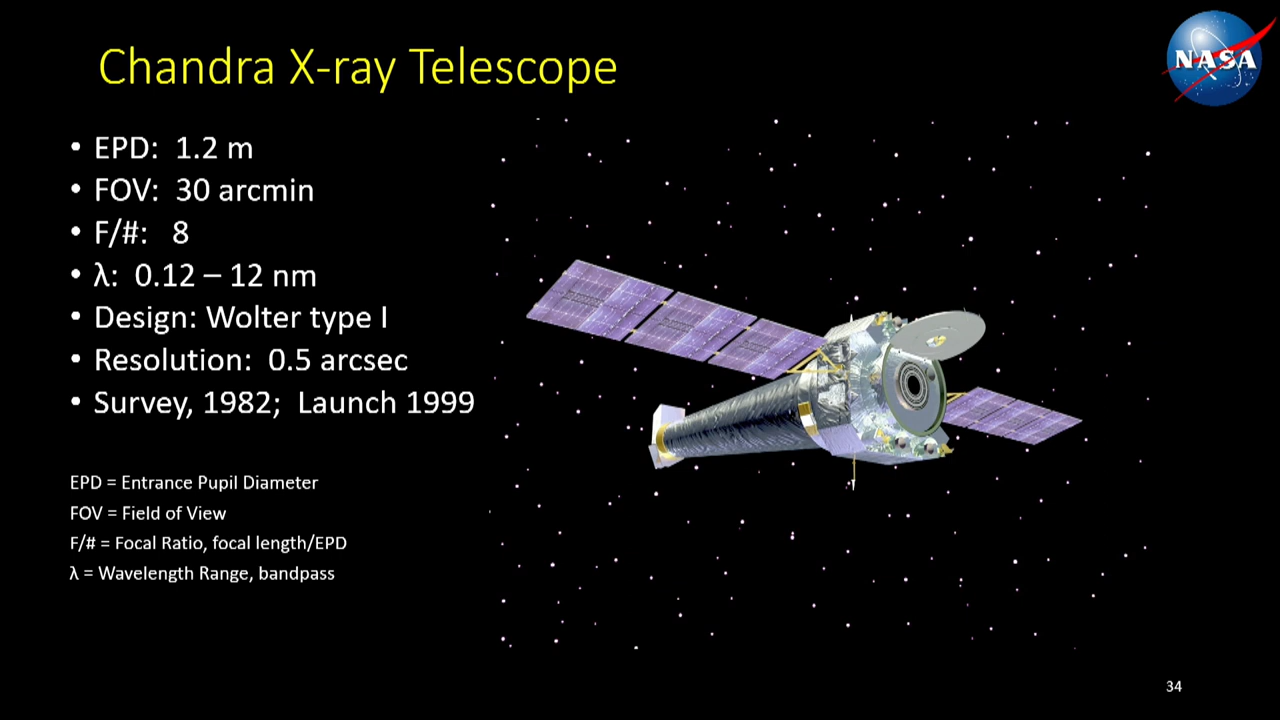 Chandra X-ray Telescope
NASA
• EPD: 1.2 m
• FOV: 30 arcmin
• F/#: 8
• λ: 0.12 – 12 nm
• Design: Wolter type I
• Resolution: 0.5 arcsec
• Survey, 1982; Launch 1999
EPD = Entrance Pupil Diameter
FOV = Field of View
F/# = Focal Ratio, focal length/EPD
λ = Wavelength Range, bandpass
34